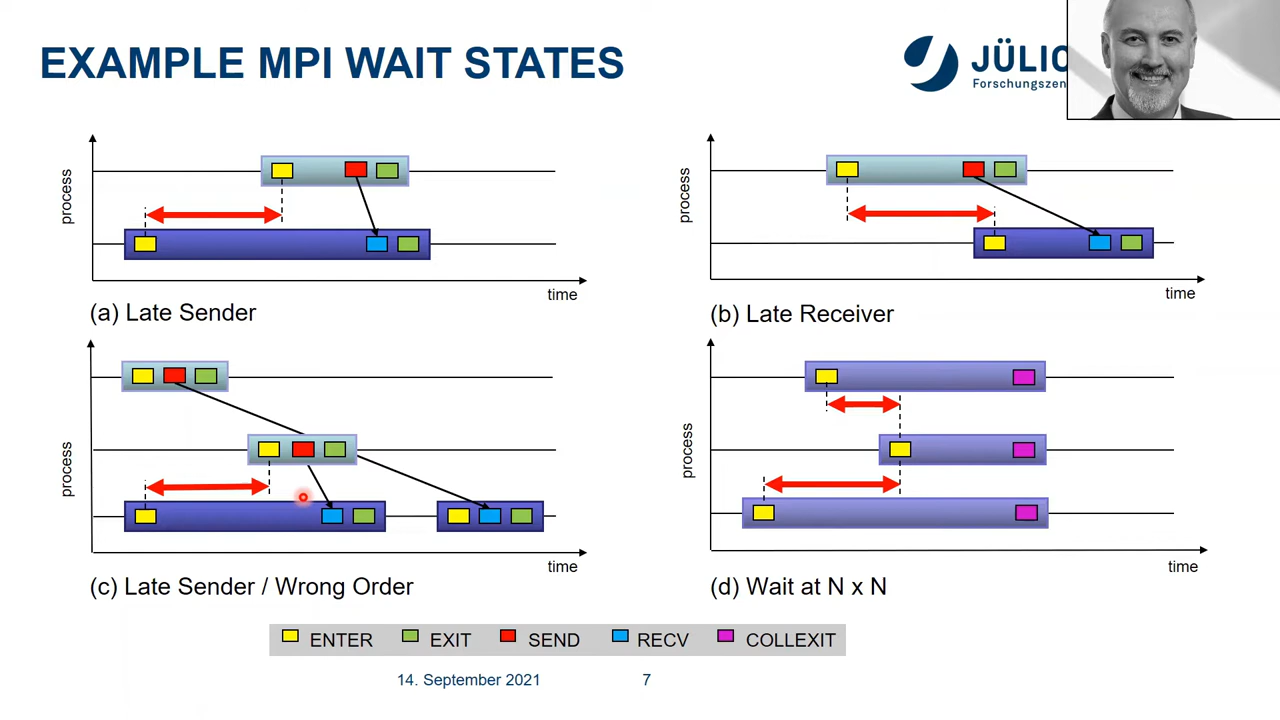 EXAMPLE MPI WAIT STATES
JÜLIC
Forschungszen
process
time
(a) Late Sender
process
time
(b) Late Receiver
process
time
(c) Late Sender / Wrong Order
process
time
(d) Wait at N x N
ENTER EXIT SEND RECV COLLEXIT
14. September 2021 7